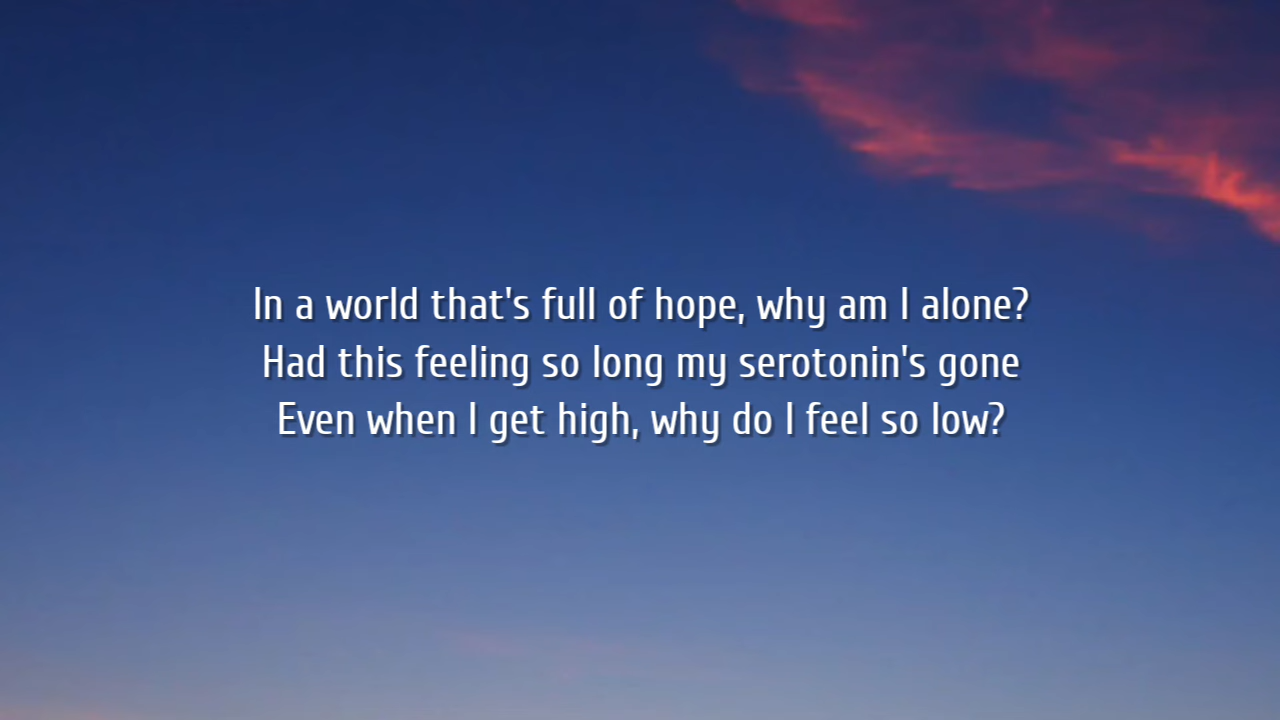 In a world that's full of hope, why am I alone?
Had this feeling so long my serotonin's gone
Even when I get high, why do I feel so low?